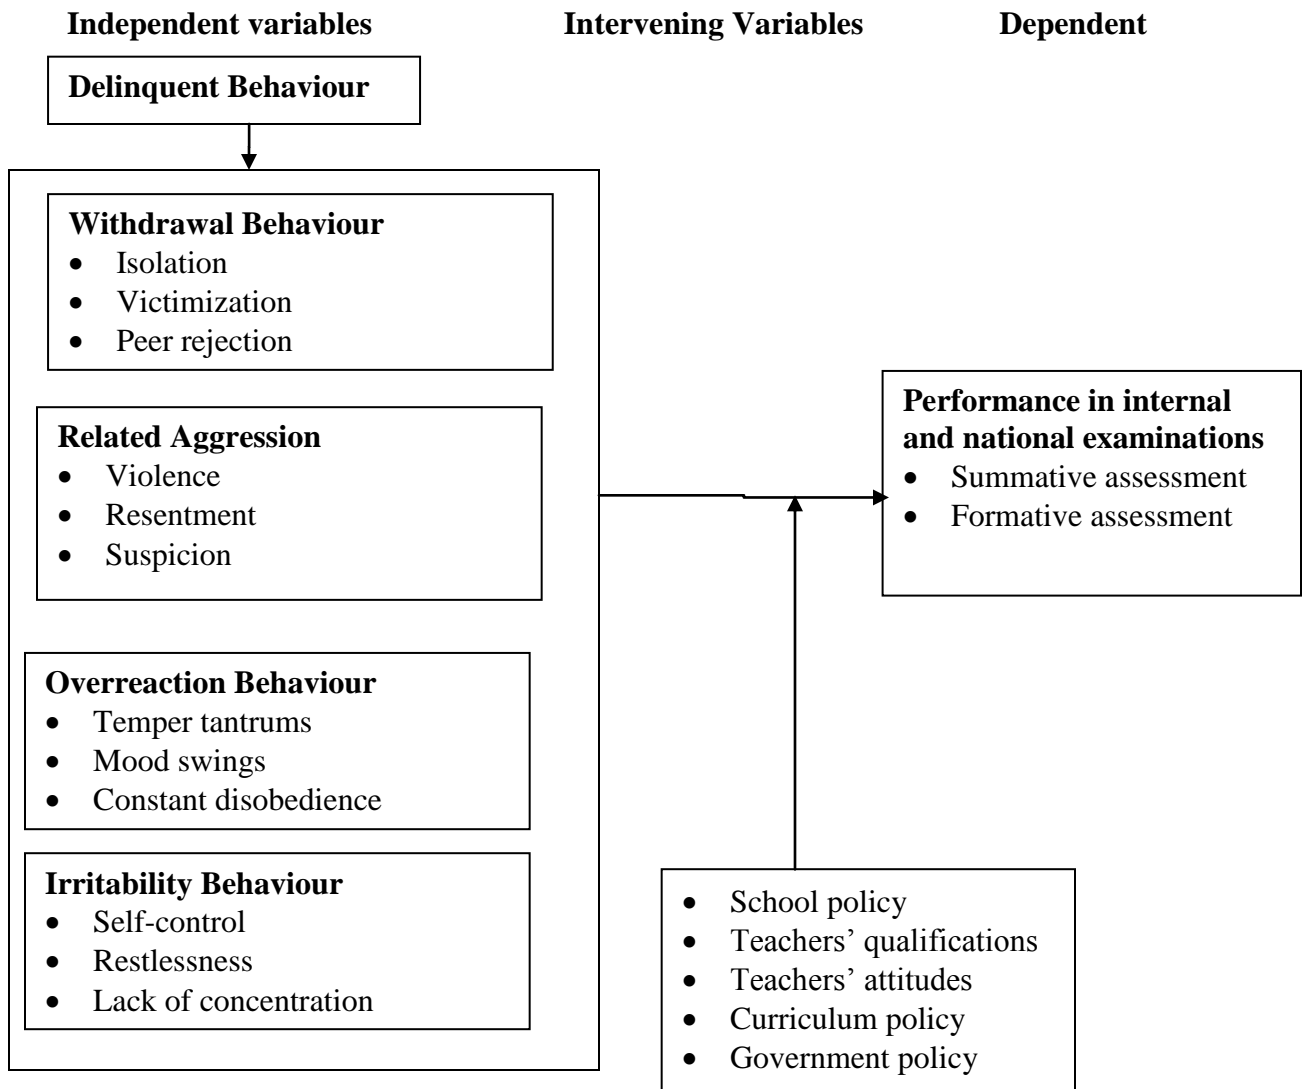 Independent variables
Intervening Variables
Dependent
Delinquent Behaviour
Withdrawal Behaviour
• Isolation
• Victimization
• Peer rejection
Related Aggression
• Violence
• Resentment
• Suspicion
Overreaction Behaviour
• Temper tantrums
• Mood swings
• Constant disobedience
Irritability Behaviour
• Self-control
• Restlessness
• Lack of concentration
• School policy
• Teachers’ qualifications
• Teachers’ attitudes
• Curriculum policy
• Government policy
Performance in internal
and national examinations
• Summative assessment
• Formative assessment